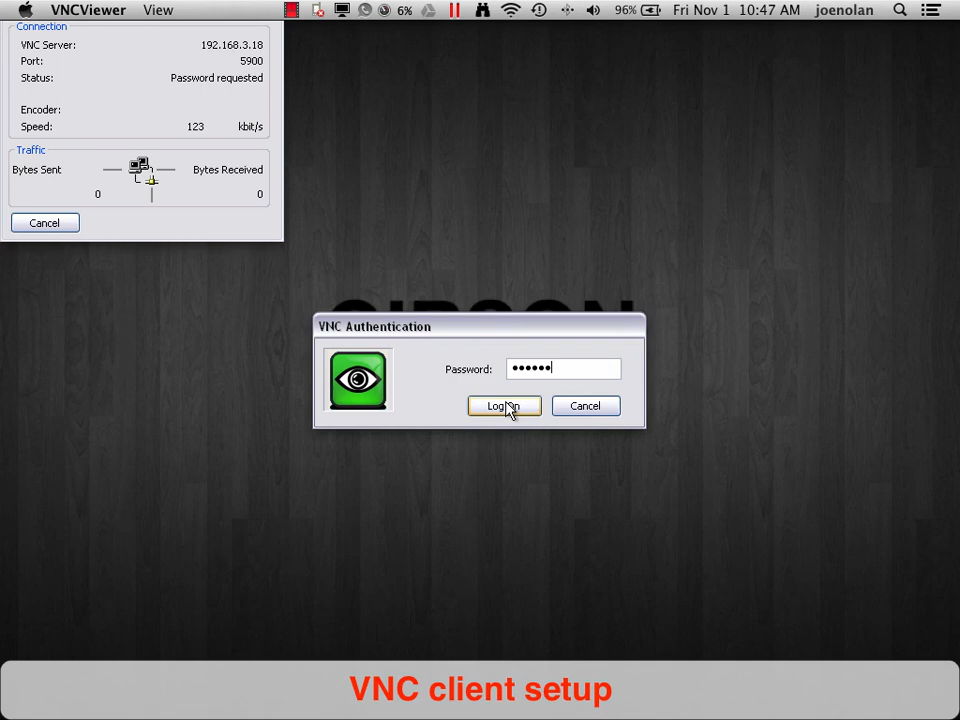 VNCViewer View 6% 96% Fri Nov 1 10:47 AM joenolan
Connection
VNC Server: 192.168.3.18
Port: 5900
Status: Password requested
Encoder:
Speed: 123 kbit/s
Traffic
Bytes Sent Bytes Received
0 0
Cancel
VNC Authentication
Password: ••••••
Log On Cancel
VNC client setup